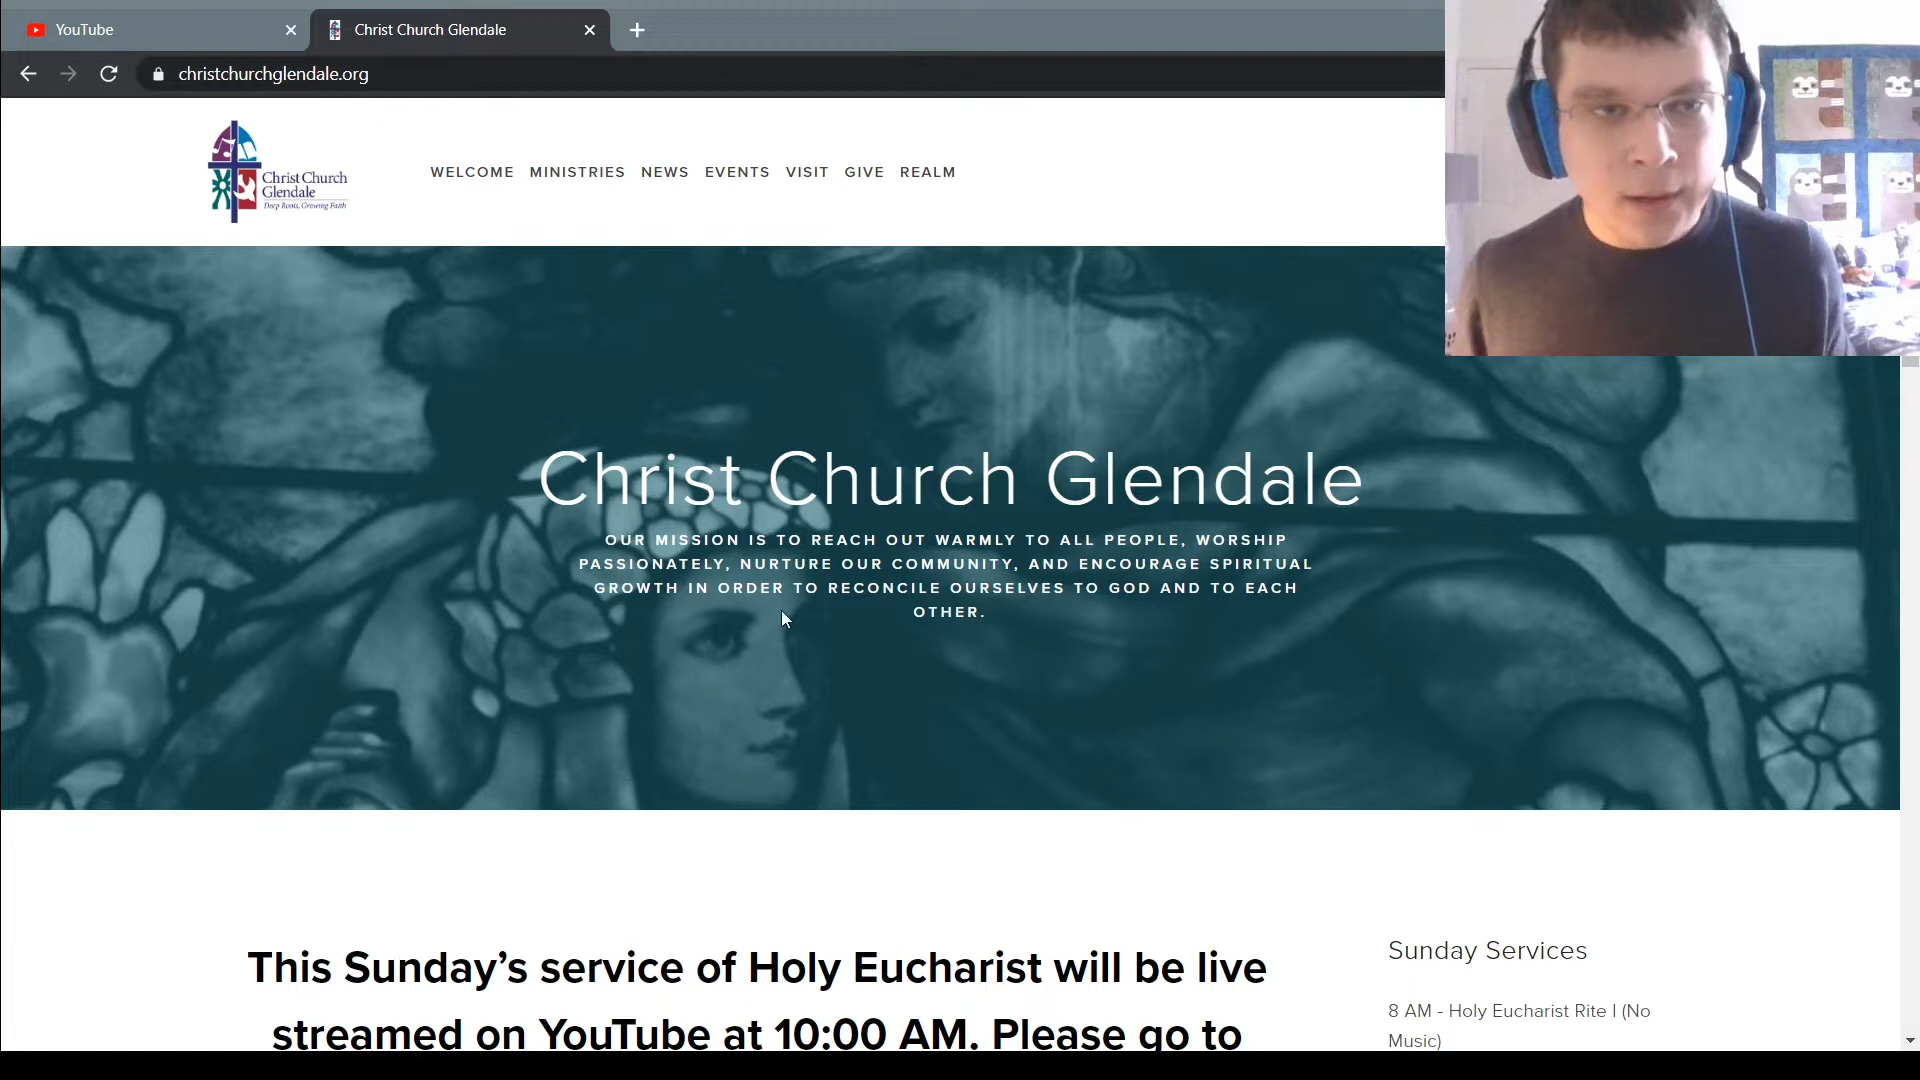 YouTube
Christ Church Glendale
christchurchglendale.org
Christ Church
Glendale
Deep Roots, Growing Faith
WELCOME MINISTRIES NEWS EVENTS VISIT GIVE REALM
Christ Church Glendale
OUR MISSION IS TO REACH OUT WARMLY TO ALL PEOPLE, WORSHIP
PASSIONATELY, NURTURE OUR COMMUNITY, AND ENCOURAGE SPIRITUAL
GROWTH IN ORDER TO RECONCILE OURSELVES TO GOD AND TO EACH
OTHER.
This Sunday’s service of Holy Eucharist will be live
streamed on YouTube at 10:00 AM. Please go to
Sunday Services
8 AM - Holy Eucharist Rite I (No
Music)